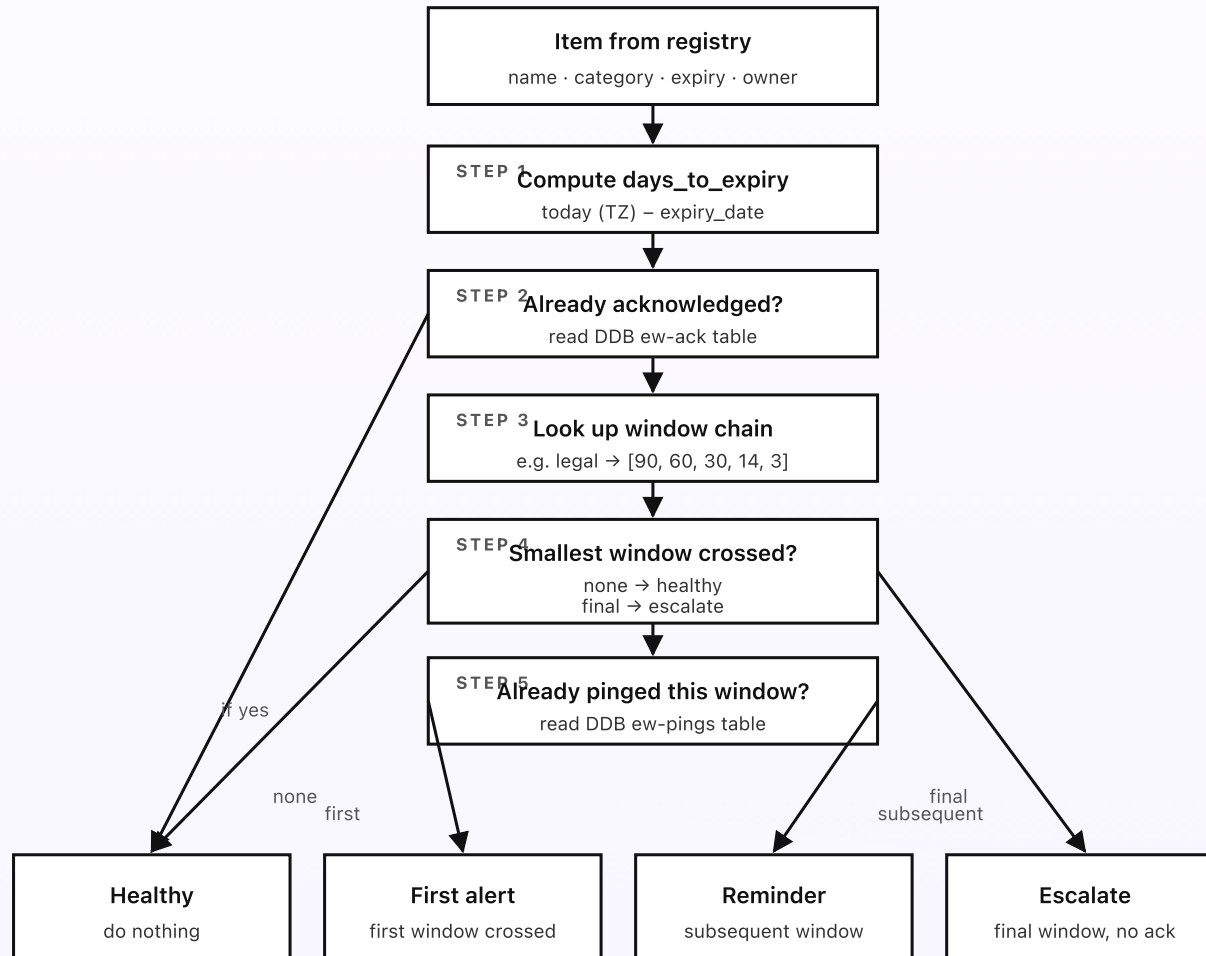 Item from registry
name · category · expiry · owner
STEP 1
Compute days_to_expiry
today (TZ) – expiry_date
STEP 2
Already acknowledged?
read DDB ew-ack table
STEP 3
Look up window chain
e.g. legal → [90, 60, 30, 14, 3]
STEP 4
Smallest window crossed?
none → healthy
final → escalate
STEP 5
Already pinged this window?
read DDB ew-pings table
if yes
none
first
final
subsequent
Healthy
do nothing
First alert
first window crossed
Reminder
subsequent window
Escalate
final window, no ack